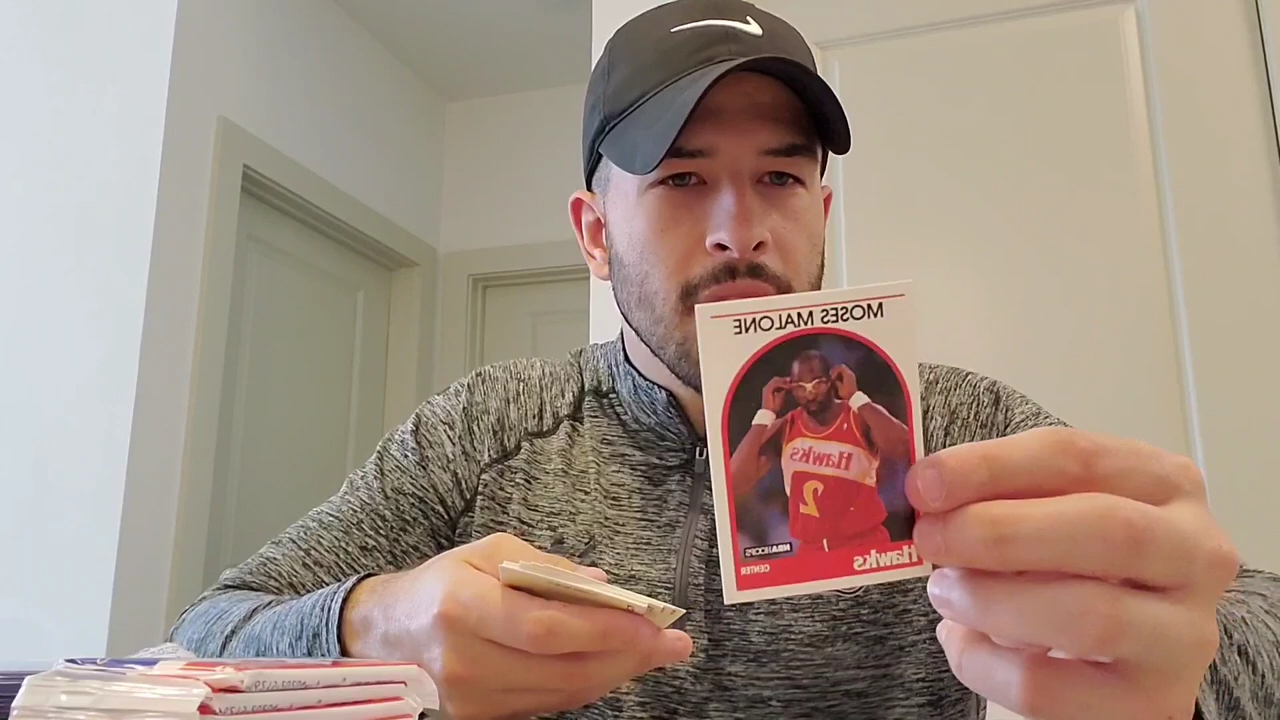 MOSES MALONE
Hawks
2
NBA HOOPS
Hawks
CENTER